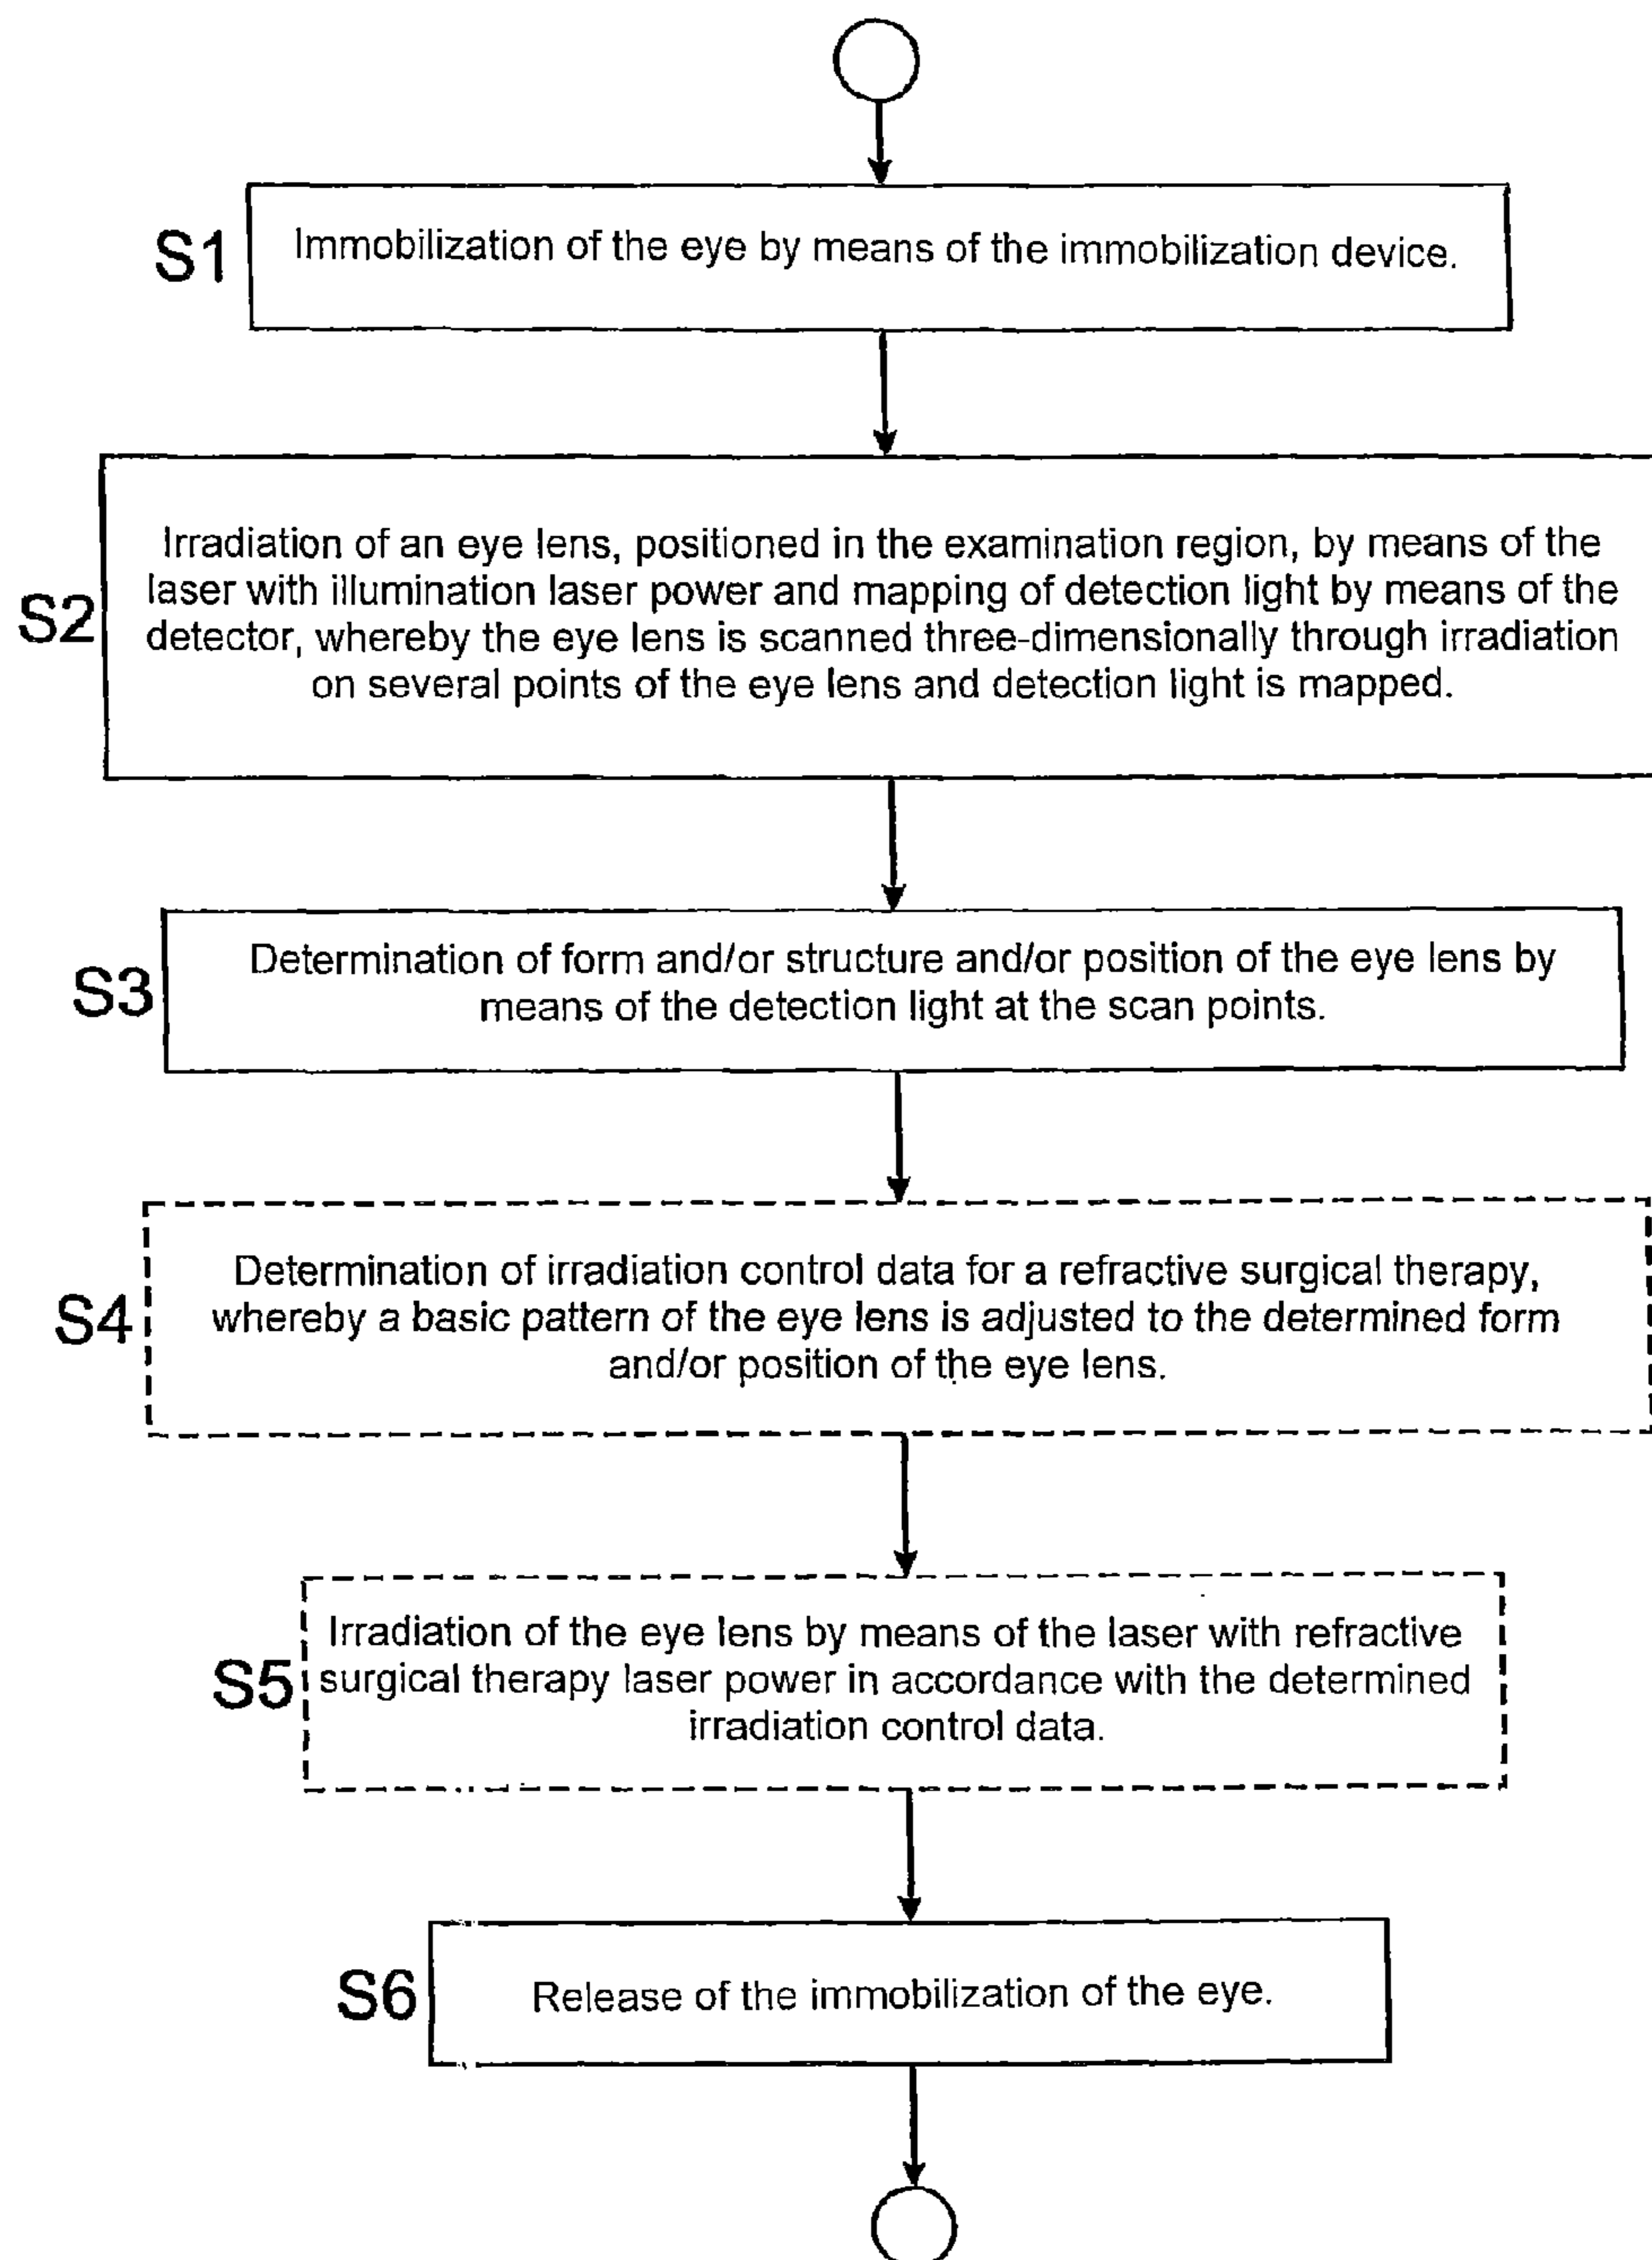 S1
Immobilization of the eye by means of the immobilization device.
S2
Irradiation of an eye lens, positioned in the examination region, by means of the
laser with illumination laser power and mapping of detection light by means of the
detector, whereby the eye lens is scanned three-dimensionally through irradiation
on several points of the eye lens and detection light is mapped.
S3
Determination of form and/or structure and/or position of the eye lens by
means of the detection light at the scan points.
S4
Determination of irradiation control data for a refractive surgical therapy,
whereby a basic pattern of the eye lens is adjusted to the determined form
and/or position of the eye lens.
S5
Irradiation of the eye lens by means of the laser with refractive
surgical therapy laser power in accordance with the determined
irradiation control data.
S6
Release of the immobilization of the eye.